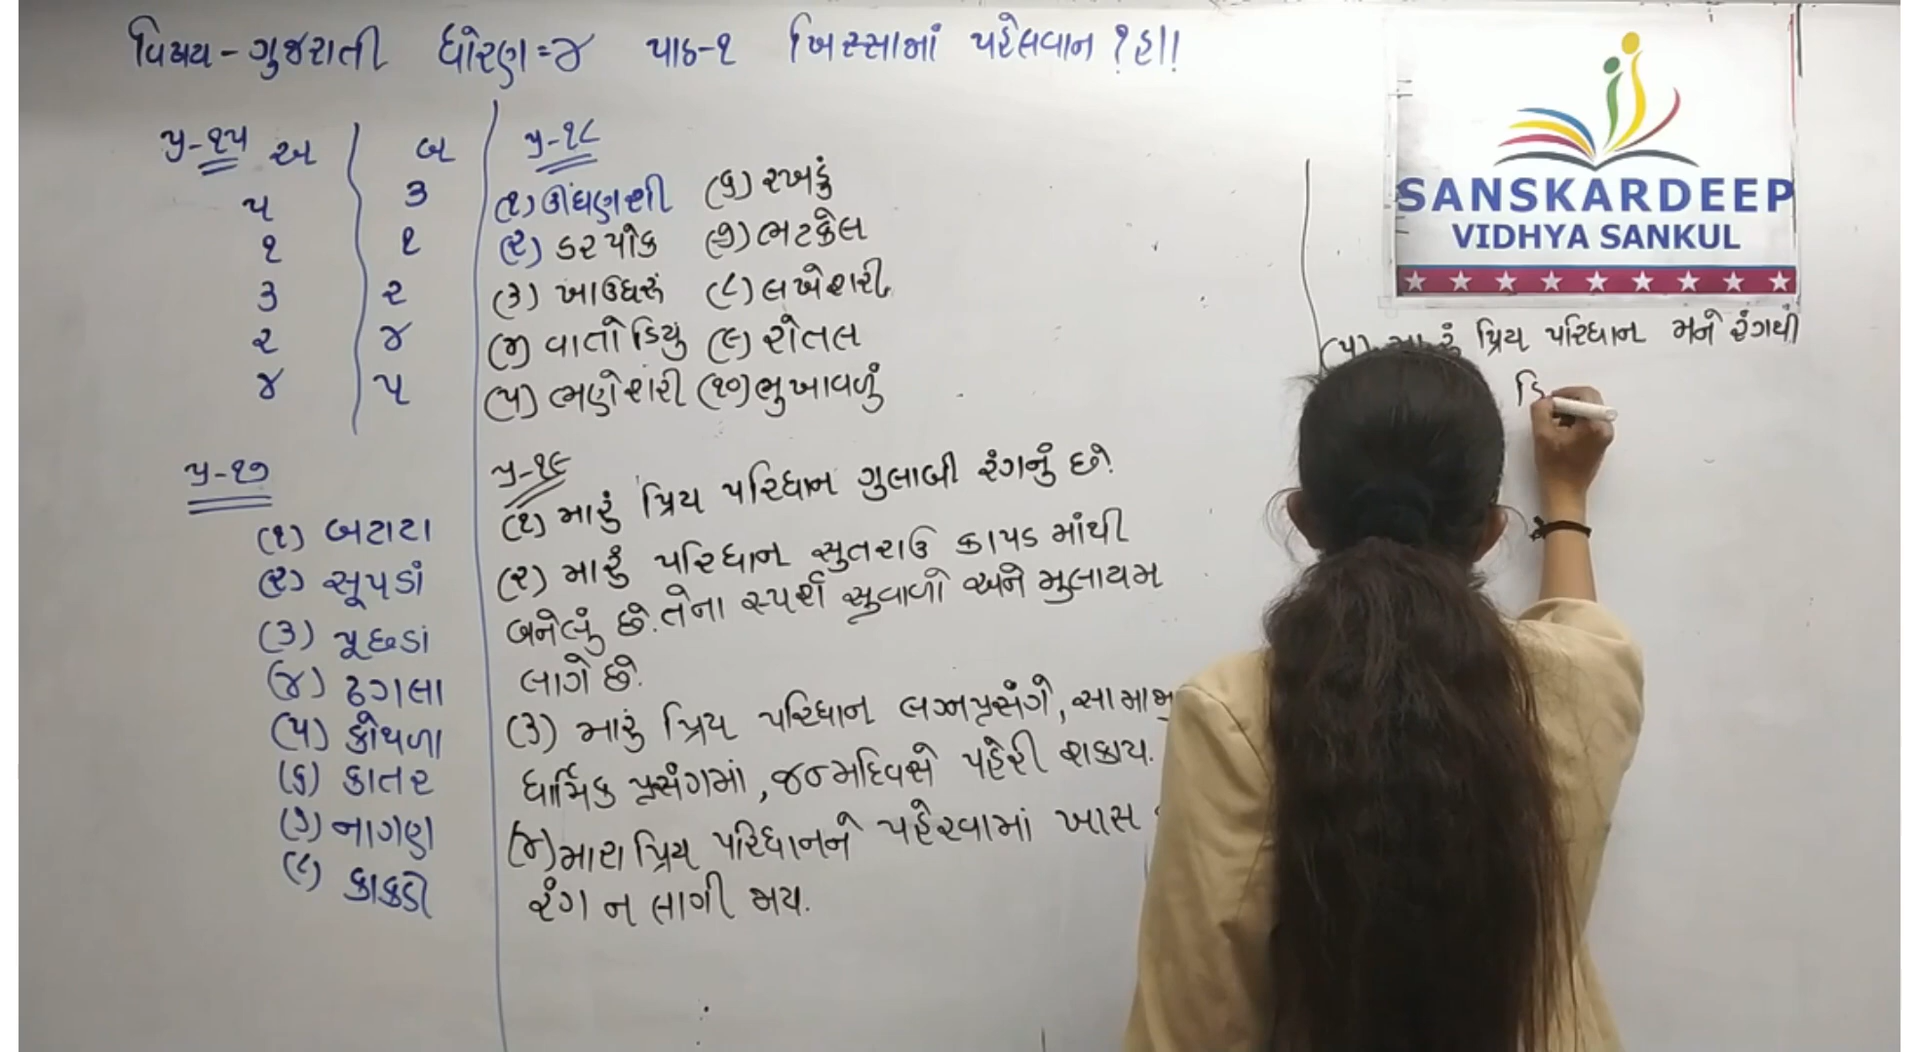 વિષય - ગુજરાતી ધોરણ = ૪ પાઠ-૧ ખિસ્સામાં પહેલવાન ? હા!
પ્ર-૧૫ અ બ
૫ ૩
૧ ૧
૩ ૨
૨ ૪
૪ ૫
પ્ર-૧૭
(૧) બટાટા
(૨) સૂપડાં
(૩) પૂછડાં
(૪) ઢગલા
(૫) કોથળા
(૬) કાતર
(૭) નાગણ
(૮) કાકડી
પ્ર-૧૮
(૧) ઊંઘણશી (૬) રખડું
(૨) ડરપોક (૭) ભટકેલ
(૩) ખાઉધરું (૮) લખેશરી
(૪) વાતોડિયું (૯) રોતલ
(૫) ભણેશરી (૧૦) ભુખાવળું
પ્ર-૧૯
(૧) મારું પ્રિય પરિધાન ગુલાબી રંગનું છે.
(૨) મારું પરિધાન સુતરાઉ કાપડ માંથી
બનેલું છે. તેના સ્પર્શ સુવાળો અને મુલાયમ
લાગે છે.
(૩) મારું પ્રિય પરિધાન લગ્નપ્રસંગે,
ધાર્મિક પ્રસંગમાં, જન્મદિવસે પહેરી શકાય.
(૪) મારા પ્રિય પરિધાનને પહેરવામાં ખાસ
રંગ ન લાગી જાય.
SANSKARDEEP
VIDHYA SANKUL
(૫) પ્રિય પરિધાન મને રંગથી